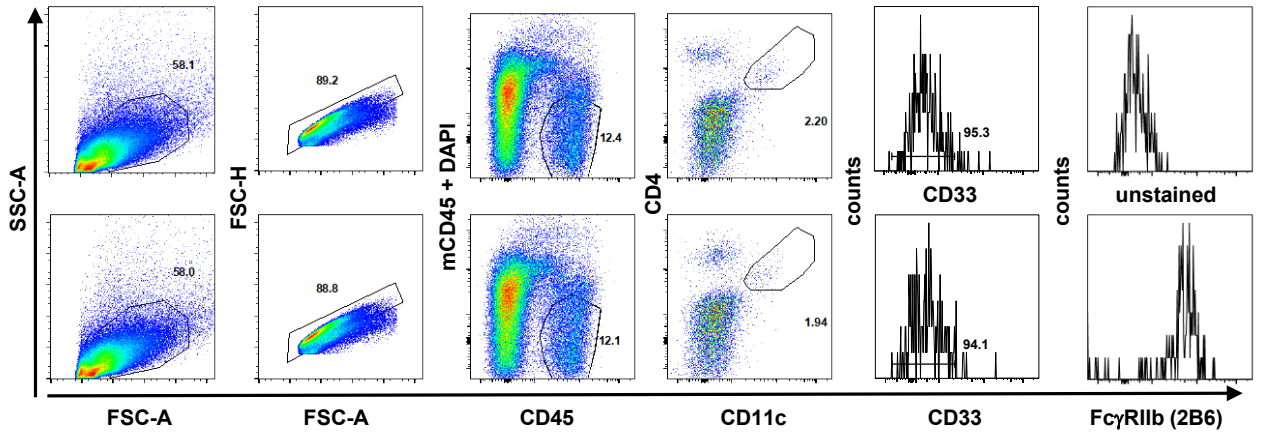 SSC-A
58.1
FSC-H
89.2
mCD45 + DAPI
12.4
CD4
2.20
counts
95.3
CD33
counts
unstained
58.0
88.8
12.1
1.94
94.1
FSC-A
FSC-A
CD45
CD11c
CD33
FcγRIIb (2B6)